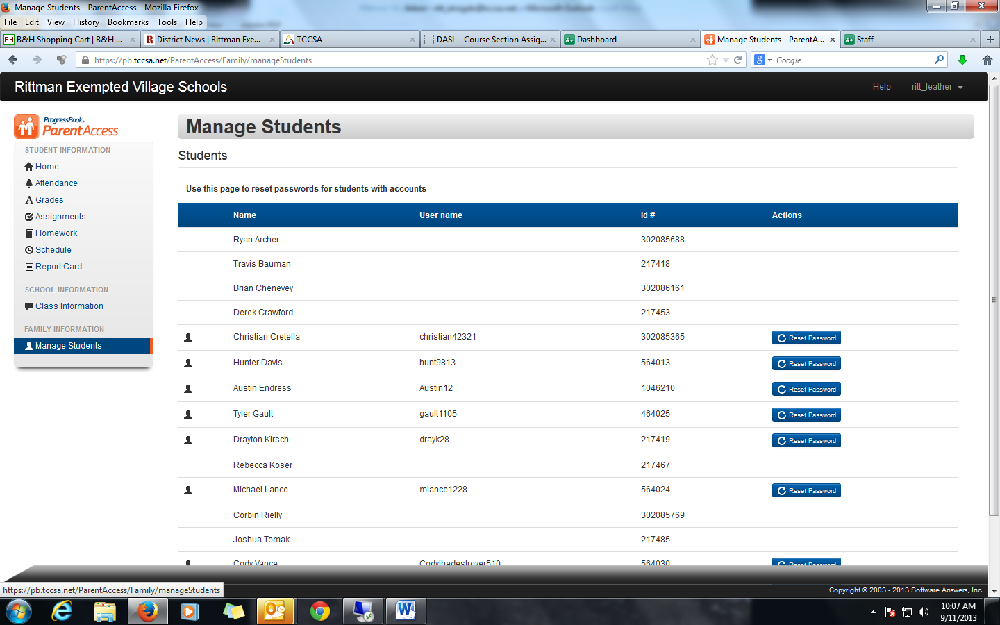 Manage Students - ParentAccess - Mozilla Firefox
File Edit View History Bookmarks Tools Help
B&H Shopping Cart | B&H ... District News | Rittman Exe... TCCSA DASL - Course Section Assig... Dashboard Manage Students - ParentA... Staff
https://pb.tccsa.net/ParentAccess/Family/manageStudents Google
Rittman Exempted Village Schools Help ritt_leather
ProgressBook
ParentAccess
STUDENT INFORMATION
Home
Attendance
Grades
Assignments
Homework
Schedule
Report Card
SCHOOL INFORMATION
Class Information
FAMILY INFORMATION
Manage Students
Manage Students
Students
Use this page to reset passwords for students with accounts
Name User name Id # Actions
Ryan Archer 302085688
Travis Bauman 217418
Brian Chenevey 302086161
Derek Crawford 217453
Christian Cretella christian42321 302085365 Reset Password
Hunter Davis hunt9813 564013 Reset Password
Austin Endress Austin12 1046210 Reset Password
Tyler Gault gault1105 464025 Reset Password
Drayton Kirsch drayk28 217419 Reset Password
Rebecca Koser 217467
Michael Lance mlance1228 564024 Reset Password
Corbin Rielly 302085769
Joshua Tomak 217485
Cody Vance Codythedestroyer510 564030 Reset Password
https://pb.tccsa.net/ParentAccess/Family/manageStudents
Copyright © 2003 - 2013 Software Answers, Inc
10:07 AM
9/11/2013